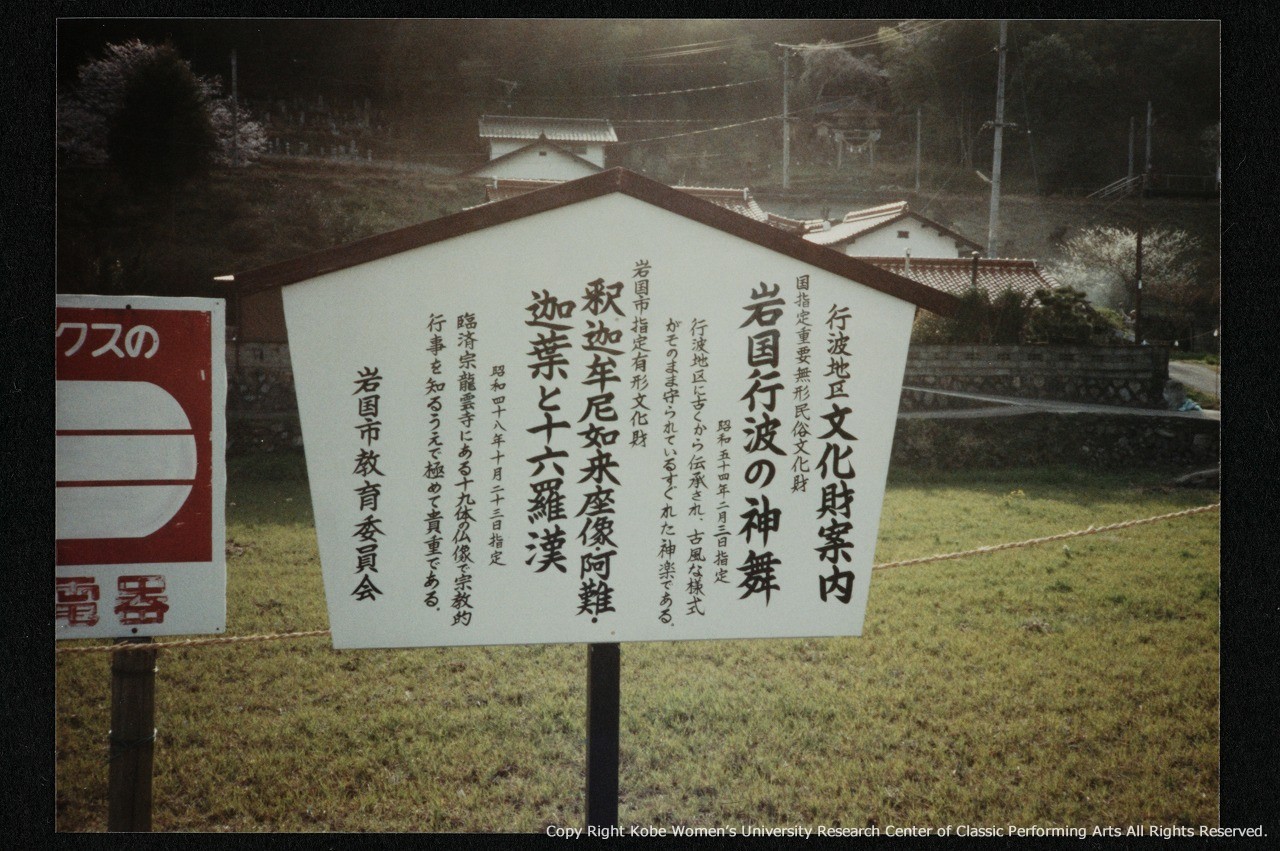 行波地区文化財案内
国指定重要無形民俗文化財
岩国行波の神舞
昭和五十四年二月三日指定
行波地区に古くから伝承され、古風な様式
がそのまま守られているすぐれた神楽である。
岩国市指定有形文化財
釈迦牟尼如来座像・阿難・
迦葉と十六羅漢
昭和四十八年十月二十三日指定
臨済宗龍雲寺にある十九体の仏像で宗教的
行事を知るうえで極めて貴重である。
岩国市教育委員会
クスの
電番
Copy Right Kobe Women's University Research Center of Classic Performing Arts All Rights Reserved.